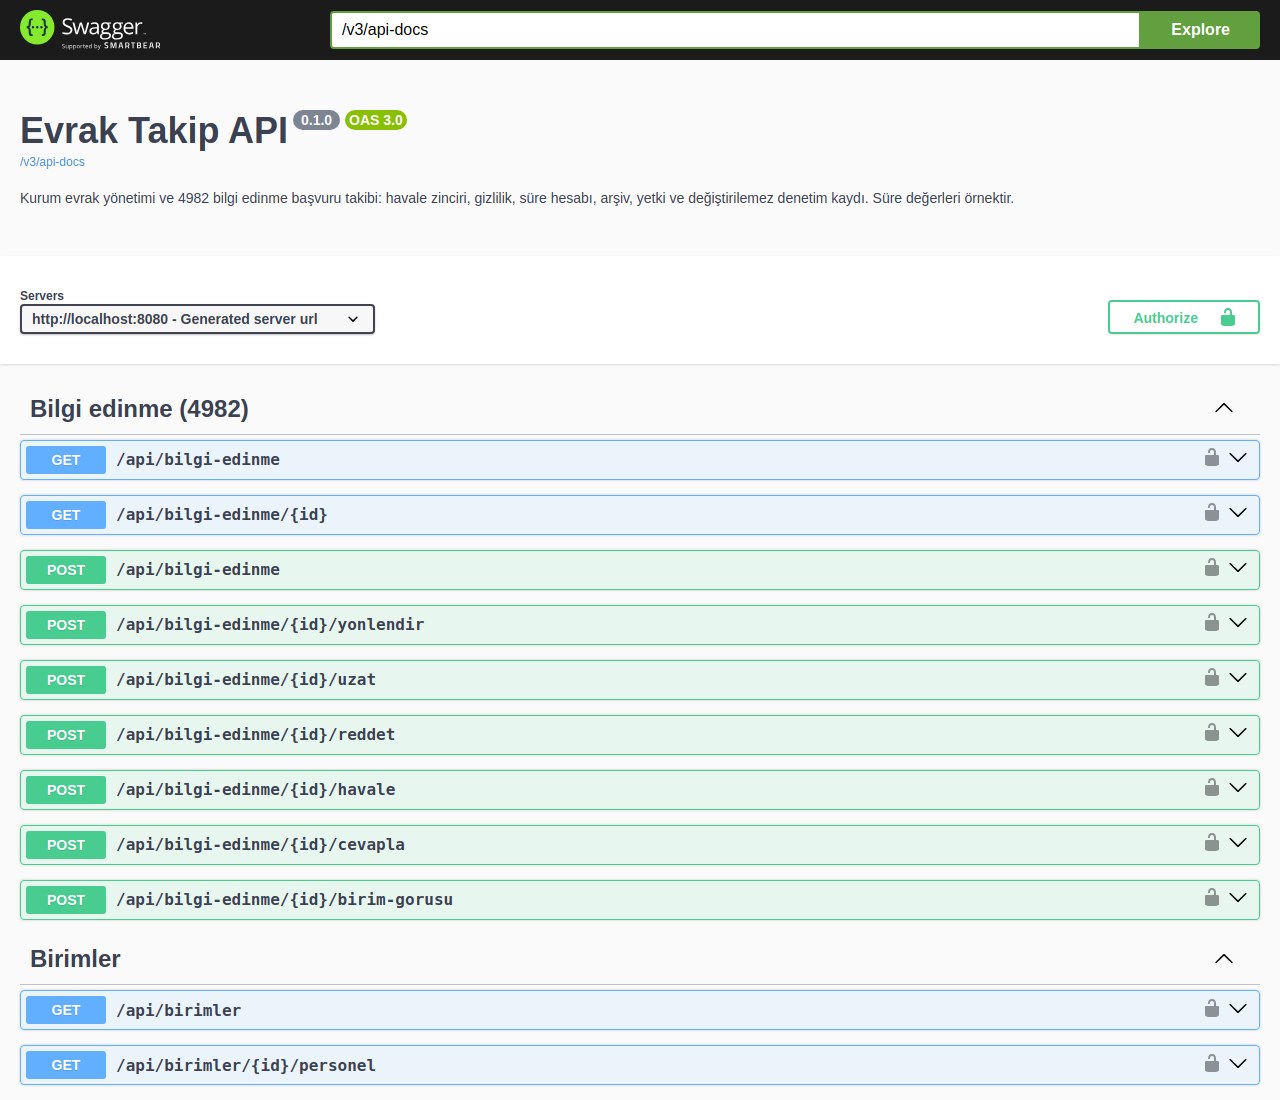 Swagger
Supported by SMARTBEAR
/v3/api-docs
Explore
Evrak Takip API 0.1.0 OAS 3.0
/v3/api-docs
Kurum evrak yönetimi ve 4982 bilgi edinme başvuru takibi: havale zinciri, gizlilik, süre hesabı, arşiv, yetki ve değiştirilemez denetim kaydı. Süre değerleri örnektir.
Servers
http://localhost:8080 - Generated server url
Authorize
Bilgi edinme (4982)
GET /api/bilgi-edinme
GET /api/bilgi-edinme/{id}
POST /api/bilgi-edinme
POST /api/bilgi-edinme/{id}/yonlendir
POST /api/bilgi-edinme/{id}/uzat
POST /api/bilgi-edinme/{id}/reddet
POST /api/bilgi-edinme/{id}/havale
POST /api/bilgi-edinme/{id}/cevapla
POST /api/bilgi-edinme/{id}/birim-gorusu
Birimler
GET /api/birimler
GET /api/birimler/{id}/personel